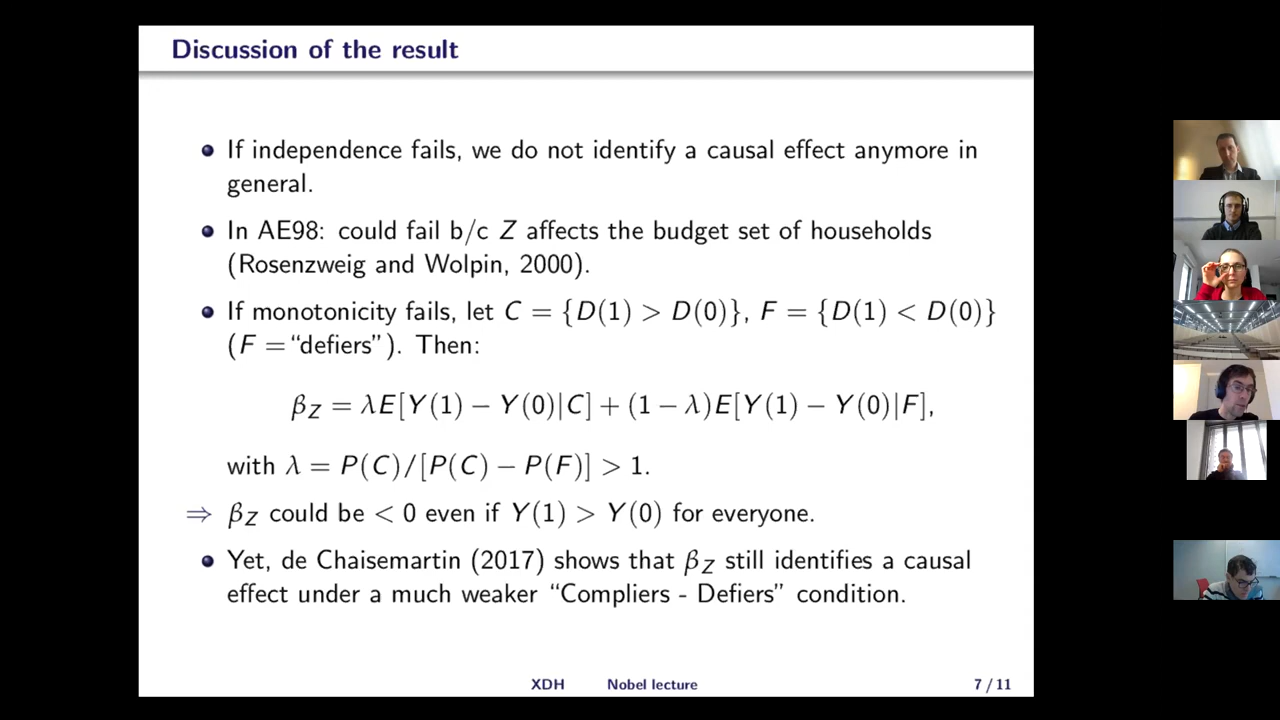 Discussion of the result
If independence fails, we do not identify a causal effect anymore in
general.
In AE98: could fail b/c Z affects the budget set of households
(Rosenzweig and Wolpin, 2000).
If monotonicity fails, let C = {D(1) > D(0)}, F = {D(1) < D(0)}
(F = “defiers”). Then:
β_Z = λE[Y(1) − Y(0)|C] + (1 − λ)E[Y(1) − Y(0)|F],
with λ = P(C)/[P(C) − P(F)] > 1.
⇒ β_Z could be < 0 even if Y(1) > Y(0) for everyone.
Yet, de Chaisemartin (2017) shows that β_Z still identifies a causal
effect under a much weaker “Compliers - Defiers” condition.
XDH Nobel lecture 7 / 11